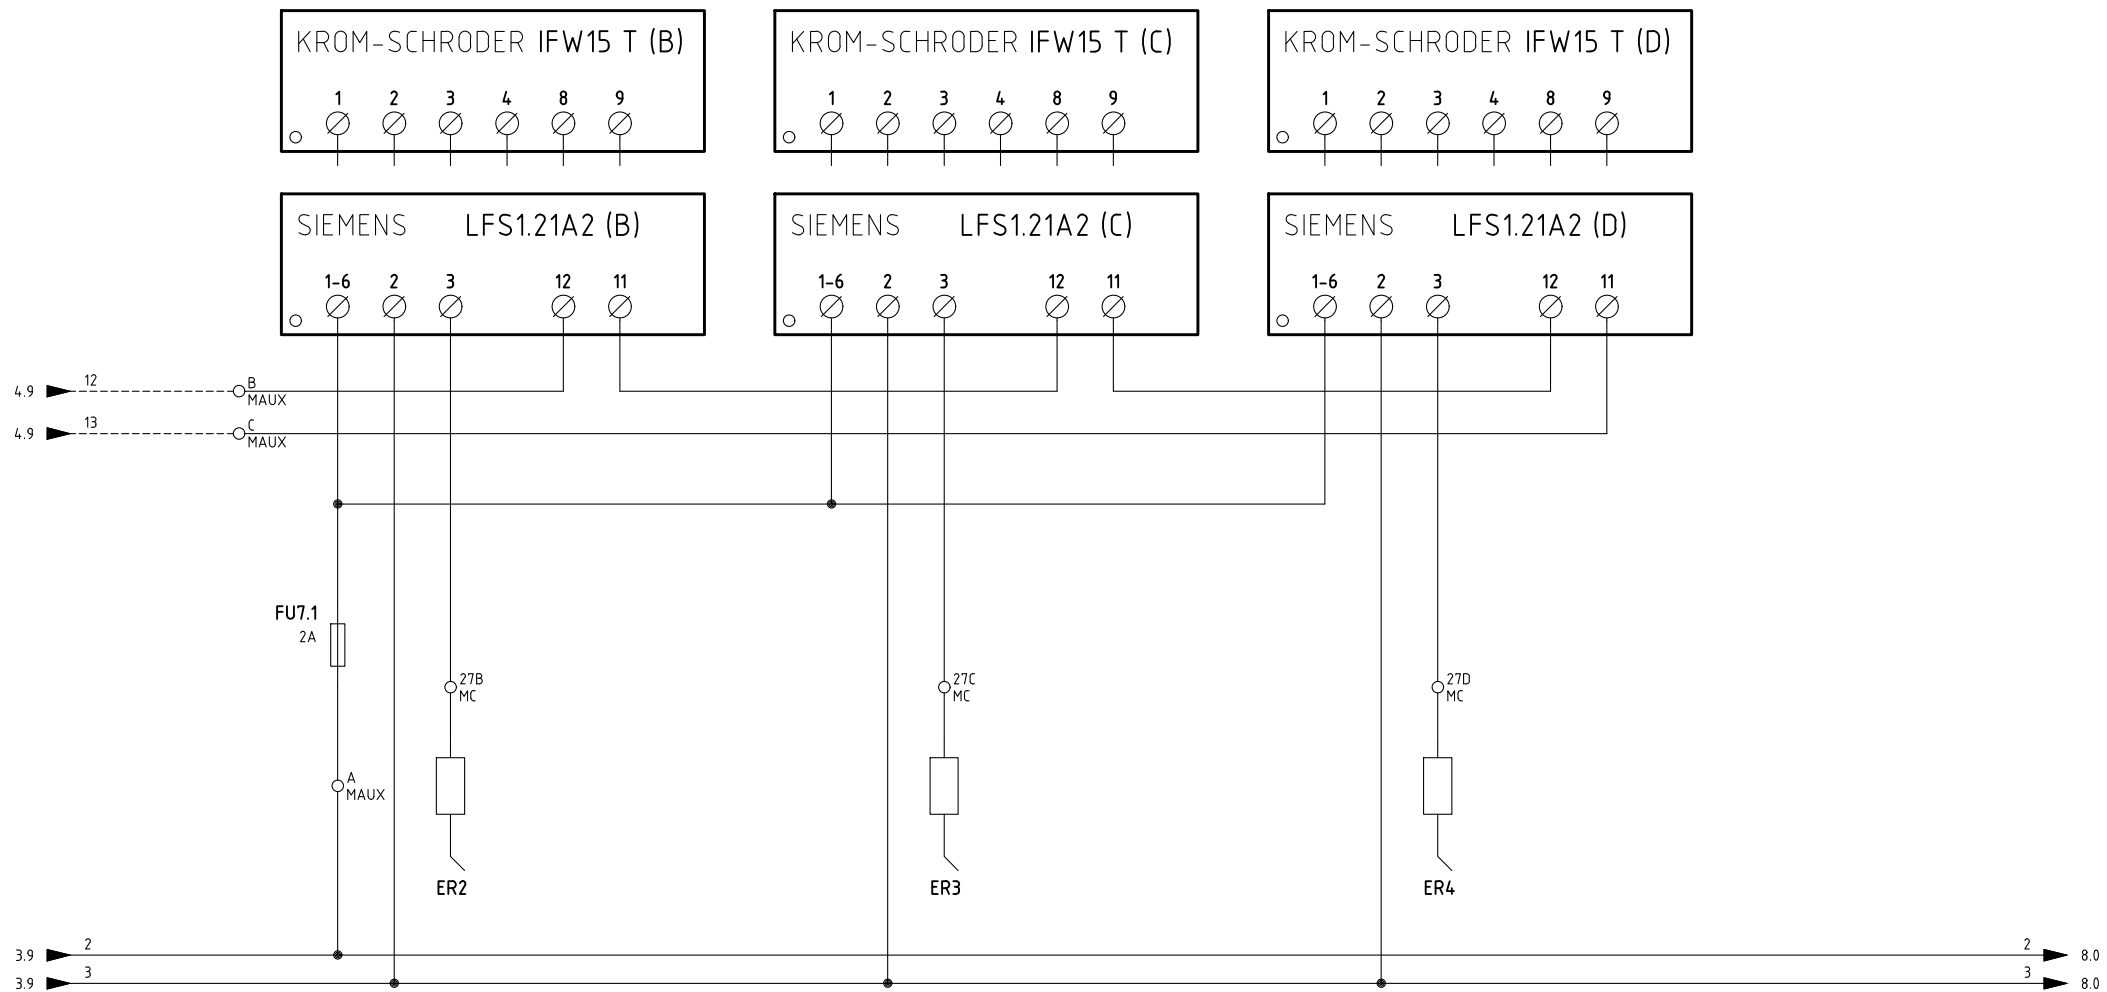 KROM-SCHRODER IFW15 T (B)
1 2 3 4 8 9
KROM-SCHRODER IFW15 T (C)
1 2 3 4 8 9
KROM-SCHRODER IFW15 T (D)
1 2 3 4 8 9
SIEMENS LFS1.21A2 (B)
1-6 2 3 12 11
SIEMENS LFS1.21A2 (C)
1-6 2 3 12 11
SIEMENS LFS1.21A2 (D)
1-6 2 3 12 11
4.9 12 B
MAUX
4.9 13 C
MAUX
FU7.1
2A
27B
MC
27C
MC
27D
MC
A
MAUX
ER2
ER3
ER4
3.9 2 2 8.0
3.9 3 3 8.0